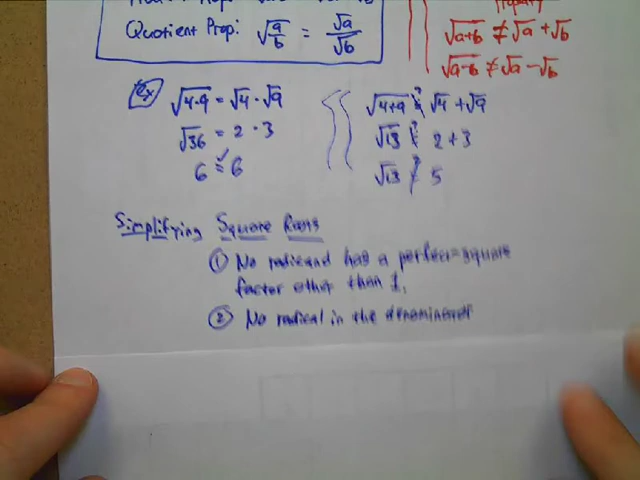 Quotient Prop: √(a/b) = √a/√b
Property
√(a+b) ≠ √a + √b
√(a-b) ≠ √a - √b
Ex
√(4·9) = √4 · √9
√36 = 2 · 3
6 = 6 ✓
√(4+9) ≠ √4 + √9
√13 ≠ 2 + 3
√13 ≠ 5
Simplifying Square Roots
① No radicand has a perfect-square
factor other than 1.
② No radical in the denominator